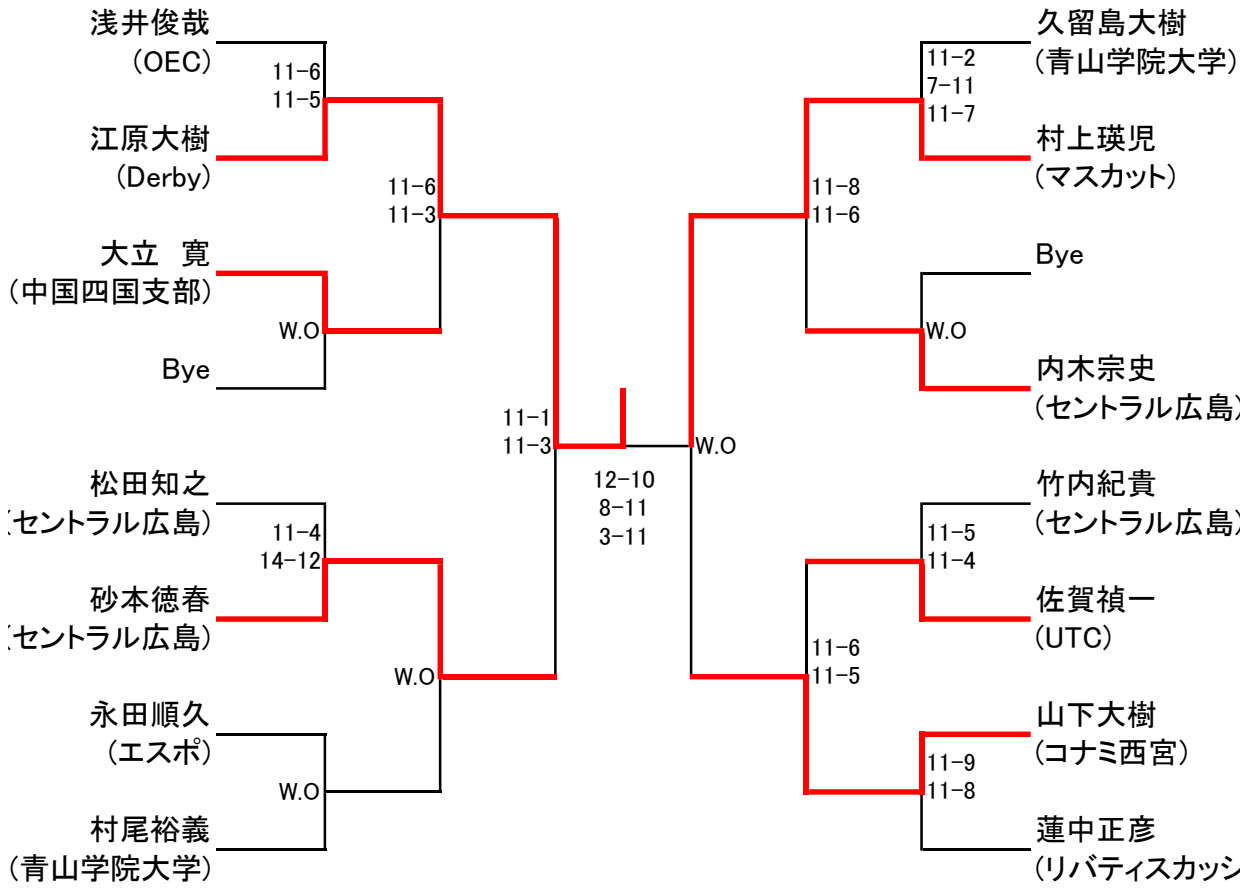 浅井俊哉
(OEC)
11-6
11-5
江原大樹
(Derby)
11-6
11-3
大立　寛
(中国四国支部)
W.O
Bye
11-1
11-3
松田知之
(セントラル広島)
11-4
14-12
砂本徳春
(セントラル広島)
W.O
永田順久
(エスポ)
W.O
村尾裕義
(青山学院大学)
12-10
8-11
3-11
久留島大樹
(青山学院大学)
11-2
7-11
11-7
村上瑛児
(マスカット)
11-8
11-6
Bye
W.O
内木宗史
(セントラル広島)
W.O
竹内紀貴
(セントラル広島)
11-5
11-4
佐賀禎一
(UTC)
11-6
11-5
山下大樹
(コナミ西宮)
11-9
11-8
蓮中正彦
(リバティスカッシ